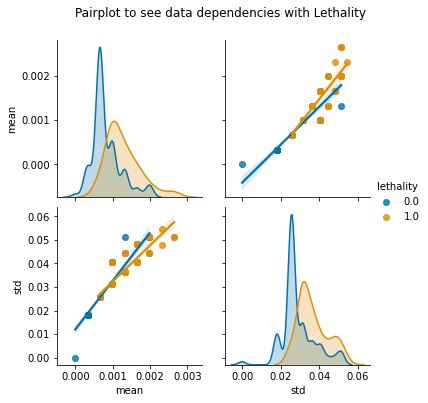 Pairplot to see data dependencies with Lethality
0.002
0.001
0.000
mean
lethality
0.0
1.0
0.06
0.05
0.04
0.03
0.02
0.01
0.00
std
0.000 0.001 0.002 0.003
mean
0.00 0.02 0.04 0.06
std